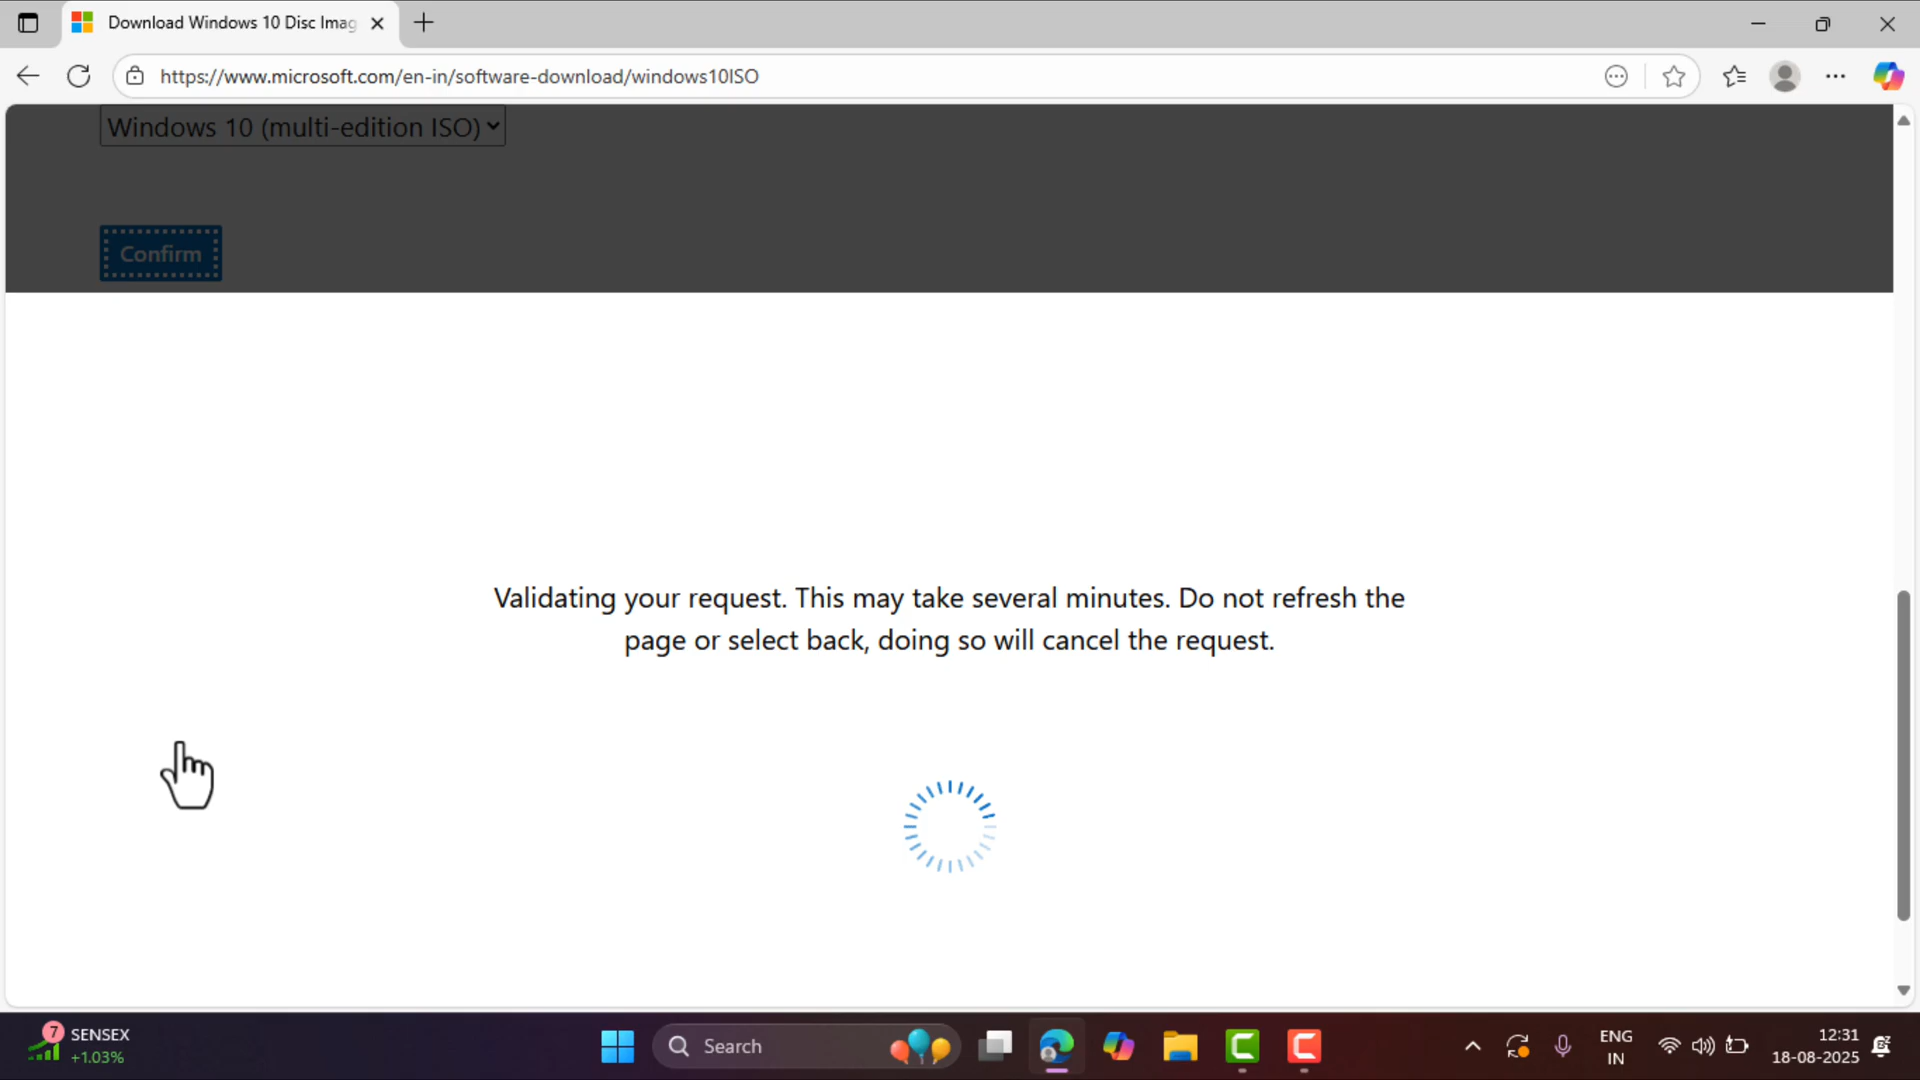 Download Windows 10 Disc Imag
https://www.microsoft.com/en-in/software-download/windows10ISO
Windows 10 (multi-edition ISO)
Confirm
Validating your request. This may take several minutes. Do not refresh the
page or select back, doing so will cancel the request.
7
SENSEX
+1.03%
Search
ENG
IN
12:31
18-08-2025